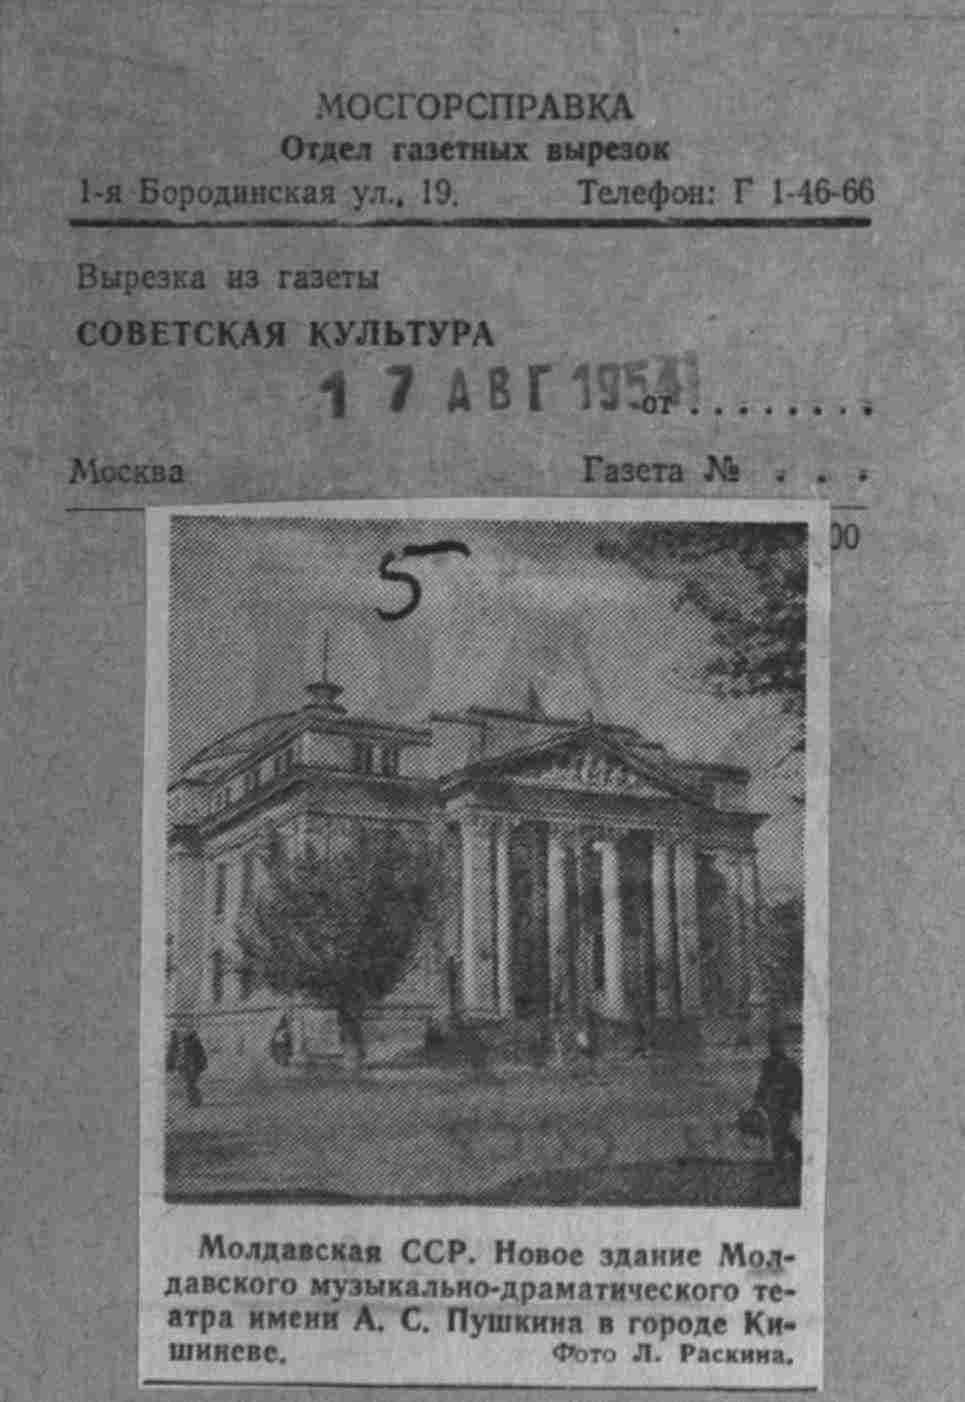 МОСГОРСПРАВКА
Отдел газетных вырезок
1-я Бородинская ул., 19. Телефон: Г 1-46-66
Вырезка из газеты
СОВЕТСКАЯ КУЛЬТУРА
17 АВГ 1954 от . . . . . . . . .
Москва Газета № . . .
00
5
Молдавская ССР. Новое здание Мол-
давского музыкально-драматического те-
атра имени А. С. Пушкина в городе Ки-
шиневе. Фото Л. Раскина.